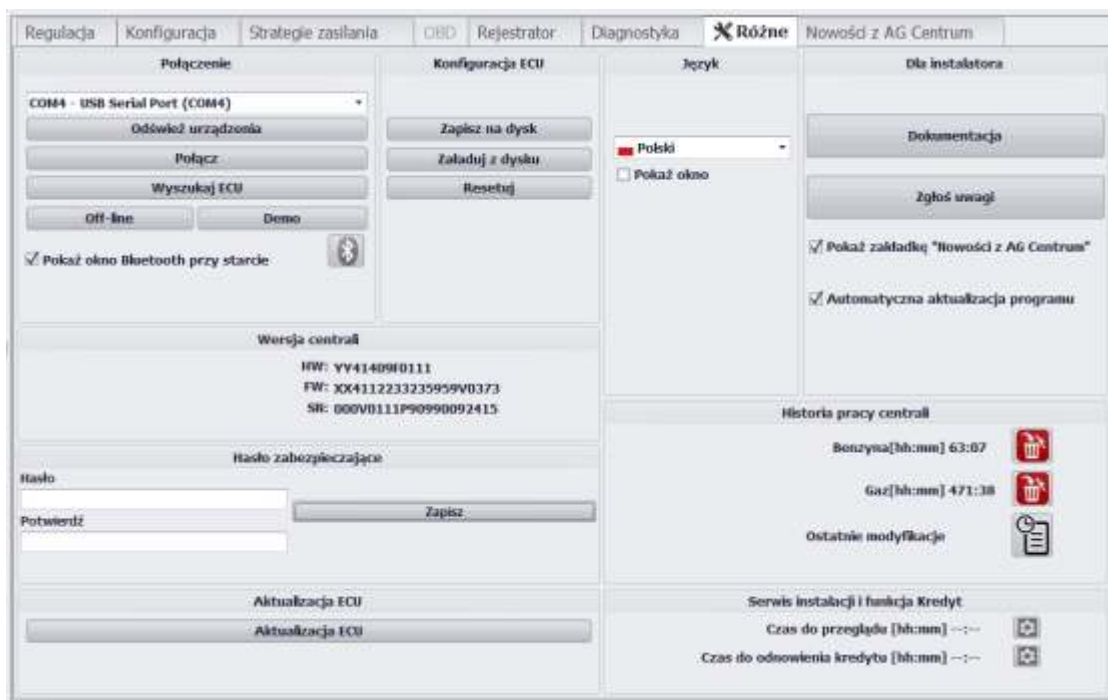 Regulacja Konfiguracja Strategie zasilania OBD Rejestrator Diagnostyka Różne Nowości z AG Centrum
Połączenie
COM4 - USB Serial Port (COM4)
Odśwież urządzenia
Połącz
Wyszukaj ECU
Off-line Demo
Pokaż okno Bluetooth przy starcie
Konfiguracja ECU
Zapisz na dysk
Załaduj z dysku
Resetuj
Język
Polski
Pokaż okno
Dla instalatora
Dokumentacja
Zgłoś uwagi
Pokaż zakładkę "Nowości z AG Centrum"
Automatyczna aktualizacja programu
Wersja centrali
HW: YY41409I0111
FW: XX4112233235959V0373
SN: 000V0111P90990092415
Hasło zabezpieczające
Hasło
Potwierdź
Zapisz
Historia pracy centrali
Benzyna[hh:mm] 63:07
Gaz[hh:mm] 471:38
Ostatnie modyfikacje
Aktualizacja ECU
Aktualizacja ECU
Serwis instalacji i funkcja Kredyt
Czas do przeglądu [hh:mm] --:--
Czas do odnowienia kredytu [hh:mm] --:--